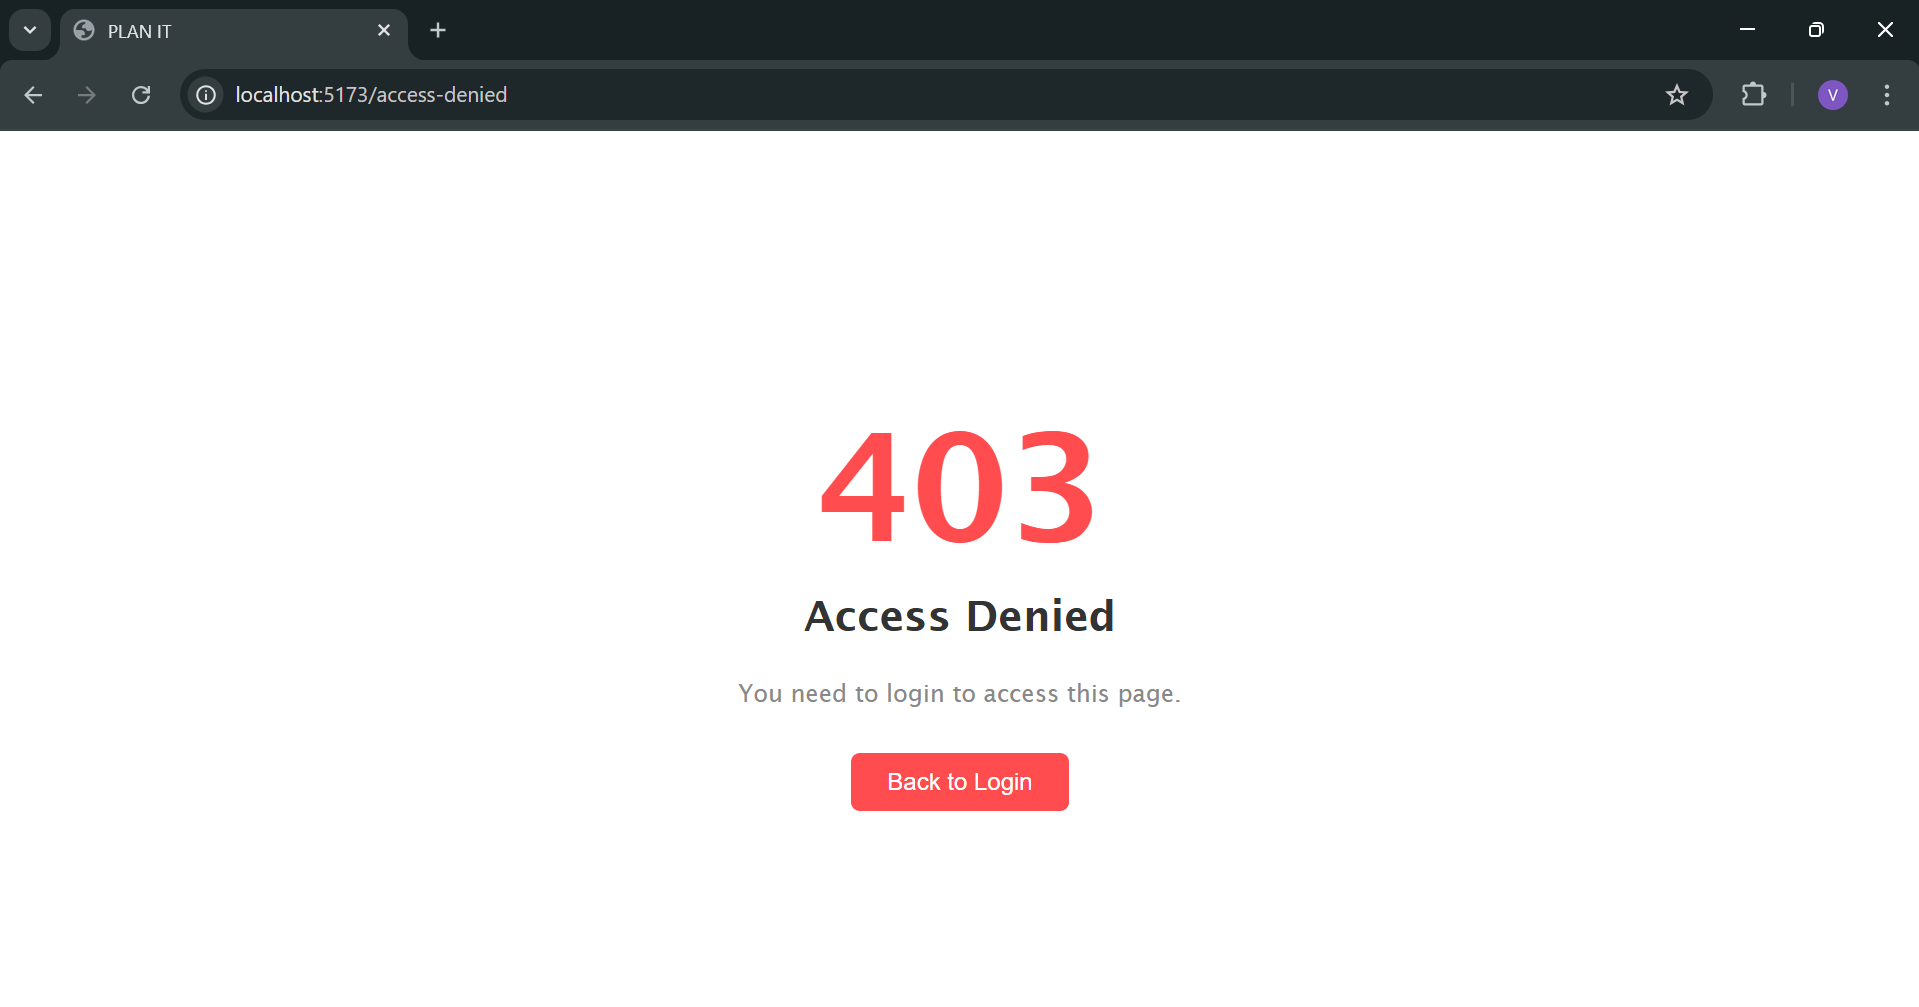 PLAN IT
localhost:5173/access-denied
V
403
Access Denied
You need to login to access this page.
Back to Login